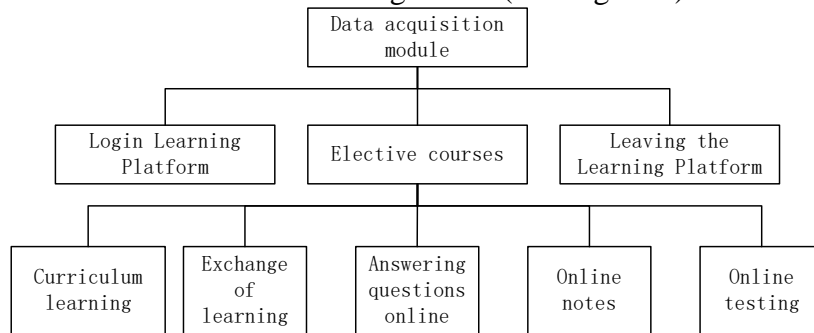 Data acquisition
module
Login Learning
Platform
Elective courses
Leaving the
Learning Platform
Curriculum
learning
Exchange
of
learning
Answering
questions
online
Online
notes
Online
testing